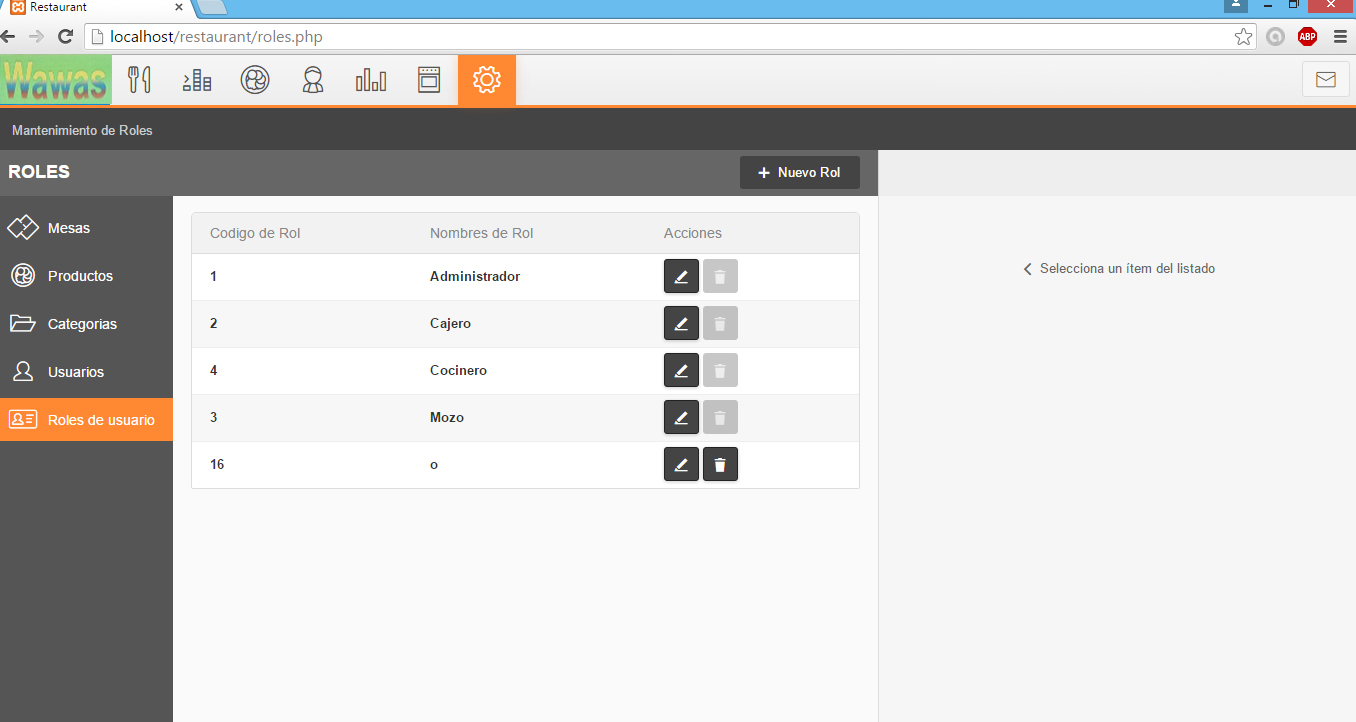 Restaurant
localhost/restaurant/roles.php
ABP
Wawas
Mantenimiento de Roles
ROLES
+ Nuevo Rol
Mesas
Productos
Categorias
Usuarios
Roles de usuario
Codigo de Rol Nombres de Rol Acciones
1 Administrador
2 Cajero
4 Cocinero
3 Mozo
16 o
Selecciona un ítem del listado